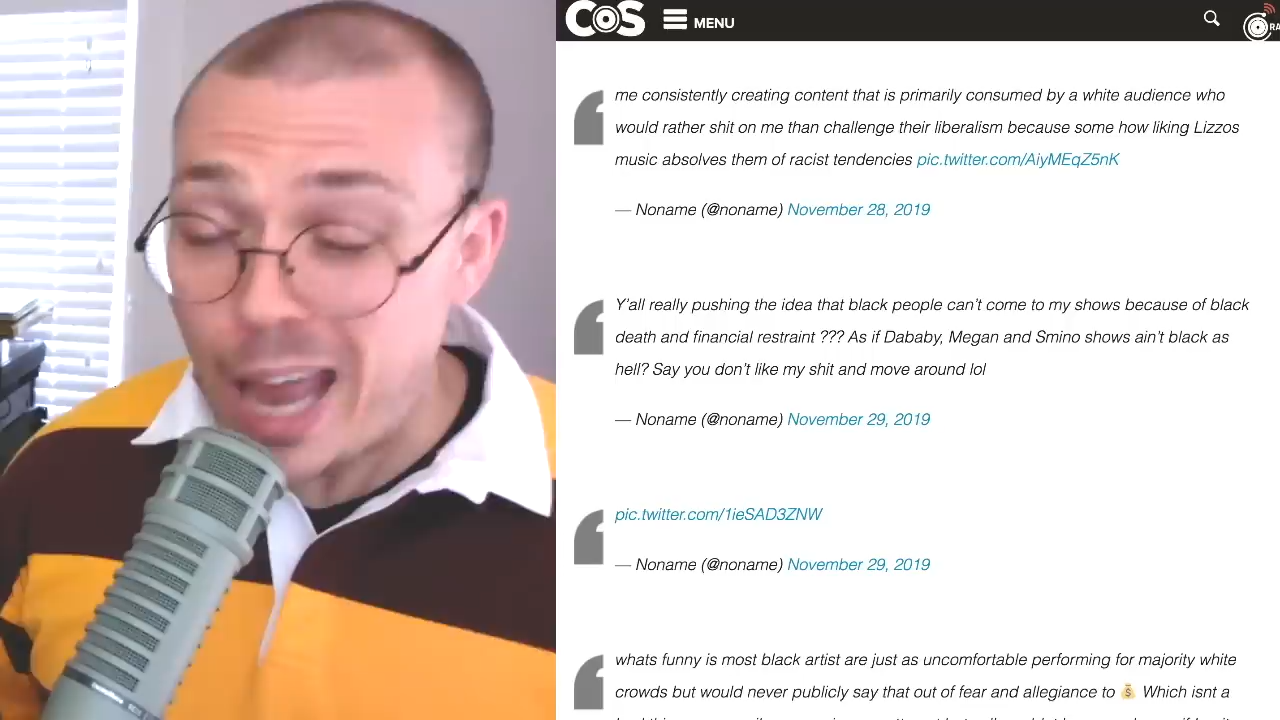 COS MENU
me consistently creating content that is primarily consumed by a white audience who
would rather shit on me than challenge their liberalism because some how liking Lizzos
music absolves them of racist tendencies pic.twitter.com/AiyMEqZ5nK
— Noname (@noname) November 28, 2019
Y'all really pushing the idea that black people can't come to my shows because of black
death and financial restraint ??? As if Dababy, Megan and Smino shows ain't black as
hell? Say you don't like my shit and move around lol
— Noname (@noname) November 29, 2019
pic.twitter.com/1ieSAD3ZNW
— Noname (@noname) November 29, 2019
whats funny is most black artist are just as uncomfortable performing for majority white
crowds but would never publicly say that out of fear and allegiance to 💰 Which isnt a